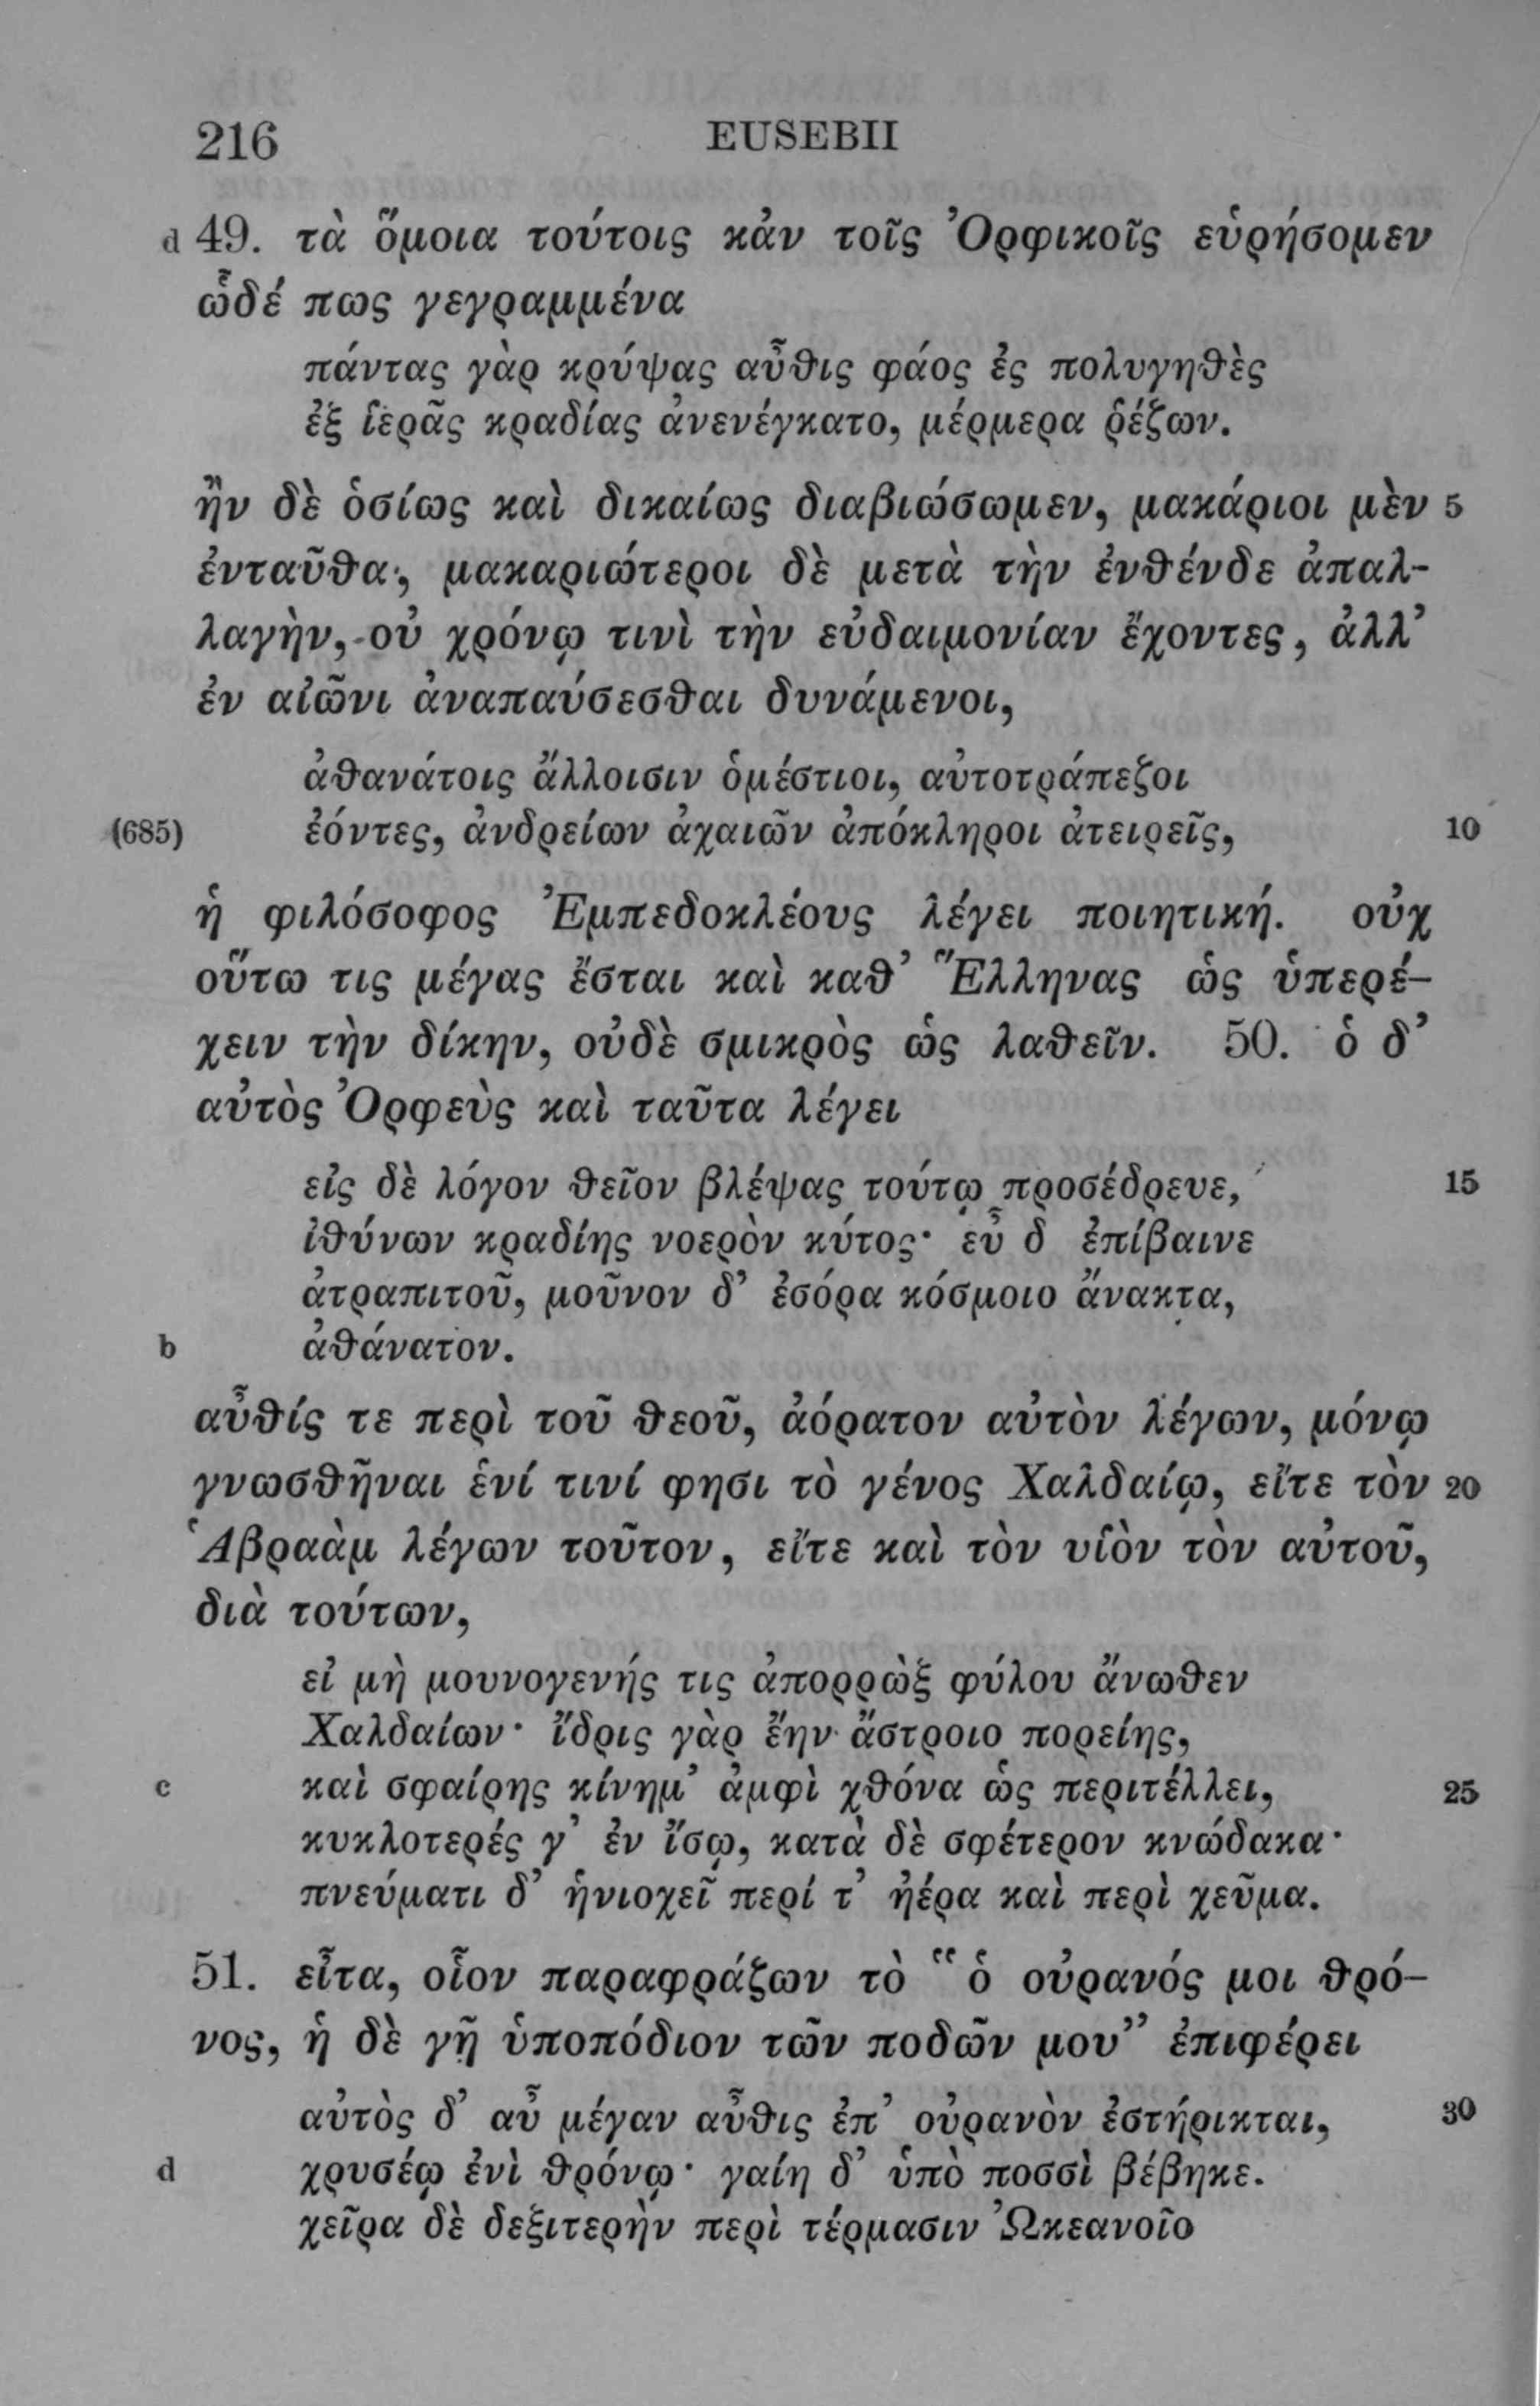 216 EUSEBII
d 49. τὰ ὅμοια τούτοις κἀν τοῖς Ὀρφικοῖς εὑρήσομεν
ὧδέ πως γεγραμμένα
πάντας γὰρ κρύψας αὖθις φάος ἐς πολυγηθὲς
ἐξ ἱερᾶς κραδίας ἀνενέγκατο, μέρμερα ῥέζων.
ἢν δὲ ὁσίως καὶ δικαίως διαβιώσωμεν, μακάριοι μὲν 5
ἐνταῦθα, μακαριώτεροι δὲ μετὰ τὴν ἐνθένδε ἀπαλ-
λαγὴν, οὐ χρόνῳ τινὶ τὴν εὐδαιμονίαν ἔχοντες, ἀλλ’
ἐν αἰῶνι ἀναπαύσεσθαι δυνάμενοι,
ἀθανάτοις ἄλλοισιν ὁμέστιοι, αὐτοτράπεζοι
(685) ἐόντες, ἀνδρείων ἀχαιῶν ἀπόκληροι ἀτειρεῖς, 10
ἡ φιλόσοφος Ἐμπεδοκλέους λέγει ποιητική. οὐχ
οὕτω τις μέγας ἔσται καὶ καθ’ Ἕλληνας ὡς ὑπερέ-
χειν τὴν δίκην, οὐδὲ σμικρὸς ὡς λαθεῖν. 50. ὁ δ’
αὐτὸς Ὀρφεὺς καὶ ταῦτα λέγει
εἰς δὲ λόγον θεῖον βλέψας τούτῳ προσέδρευε, 15
ἰθύνων κραδίης νοερὸν κύτος· εὖ δ’ ἐπίβαινε
ἀτραπιτοῦ, μοῦνον δ’ ἐσόρα κόσμοιο ἄνακτα,
b ἀθάνατον.
αὖθίς τε περὶ τοῦ θεοῦ, ἀόρατον αὐτὸν λέγων, μόνῳ
γνωσθῆναι ἑνί τινί φησι τὸ γένος Χαλδαίῳ, εἴτε τὸν 20
Ἁβραὰμ λέγων τοῦτον, εἴτε καὶ τὸν υἱὸν τὸν αὐτοῦ,
διὰ τούτων,
εἰ μὴ μουνογενής τις ἀπορρὼξ φύλου ἄνωθεν
Χαλδαίων· ἴδρις γὰρ ἔην ἄστροιο πορείης,
c καὶ σφαίρης κίνημ’ ἀμφὶ χθόνα ὡς περιτέλλει, 25
κυκλοτερές γ’ ἐν ἴσῳ, κατὰ δὲ σφέτερον κνώδακα·
πνεύματι δ’ ἡνιοχεῖ περί τ’ ἠέρα καὶ περὶ χεῦμα.
51. εἶτα, οἷον παραφράζων τὸ “ὁ οὐρανός μοι θρό-
νος, ἡ δὲ γῆ ὑποπόδιον τῶν ποδῶν μου” ἐπιφέρει
αὐτὸς δ’ αὖ μέγαν αὖθις ἐπ’ οὐρανὸν ἐστήρικται, 30
d χρυσέῳ ἐνὶ θρόνῳ· γαίη δ’ ὑπὸ ποσσὶ βέβηκε.
χεῖρα δὲ δεξιτερὴν περὶ τέρμασιν Ὠκεανοῖο